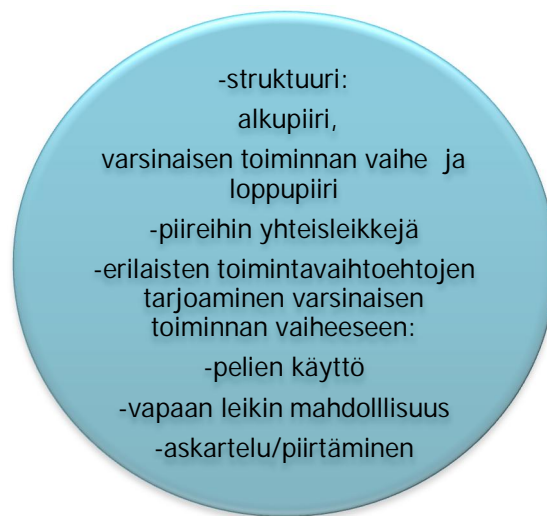 -struktuuri:
alkupiiri,
varsinaisen toiminnan vaihe ja
loppupiiri
-piireihin yhteisleikkejä
-erilaisten toimintavaihtoehtojen
tarjoaminen varsinaisen
toiminnan vaiheeseen:
-pelien käyttö
-vapaan leikin mahdolllisuus
-askartelu/piirtäminen